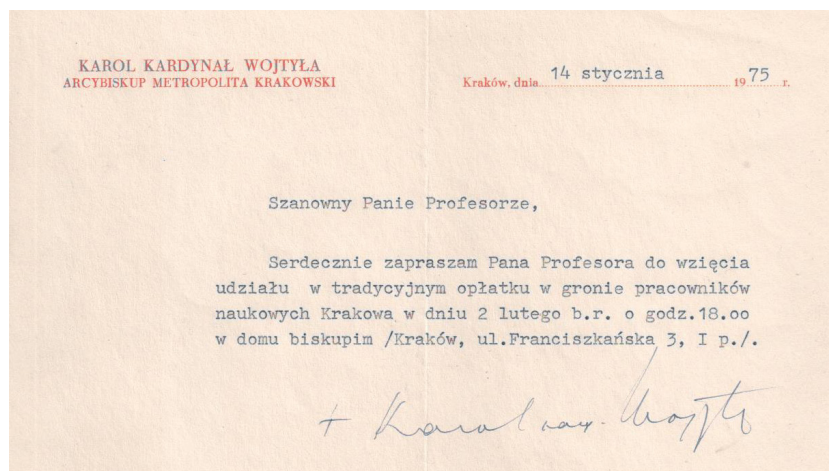 KAROL KARDYNAŁ WOJTYŁA
ARCYBISKUP METROPOLITA KRAKOWSKI
Kraków, dnia 14 stycznia 1975 r.
Szanowny Panie Profesorze,
Serdecznie zapraszam Pana Profesora do wzięcia
udziału w tradycyjnym opłatku w gronie pracowników
naukowych Krakowa w dniu 2 lutego b.r. o godz.18.oo
w domu biskupim /Kraków, ul.Franciszkańska 3, I p./.
+ Karol kard. Wojtyła